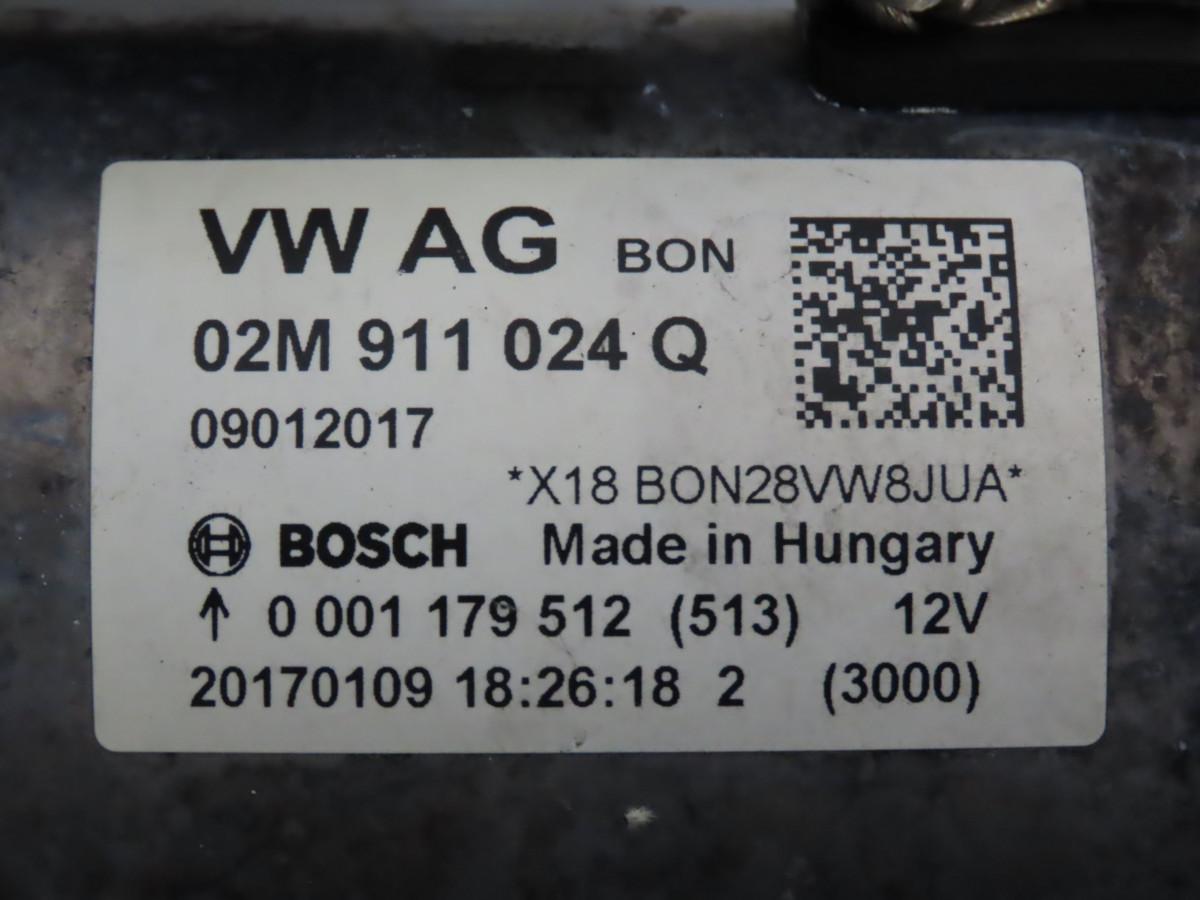 VW AG BON
02M 911 024 Q
09012017
*X18 BON28VW8JUA*
BOSCH Made in Hungary
↑ 0 001 179 512 (513) 12V
20170109 18:26:18 2 (3000)